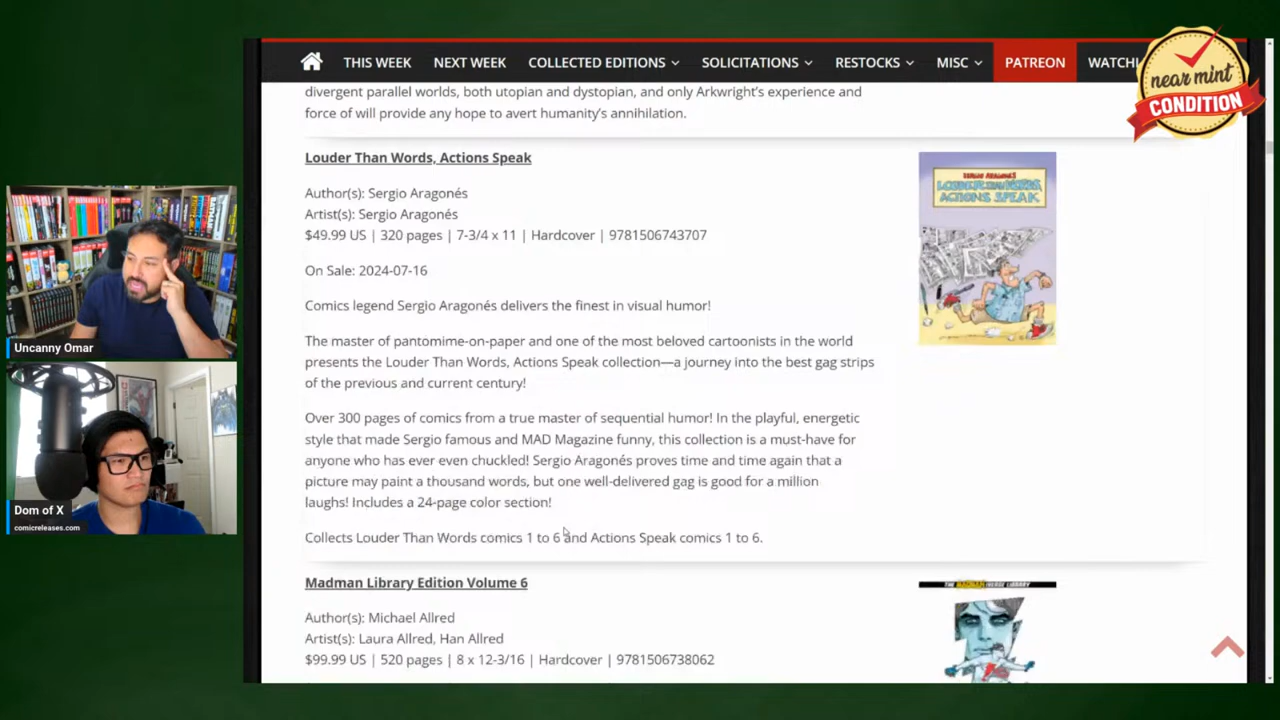 THIS WEEK NEXT WEEK COLLECTED EDITIONS SOLICITATIONS RESTOCKS MISC PATREON WATCHL
near mint
CONDITION
divergent parallel worlds, both utopian and dystopian, and only Arkwright's experience and
force of will provide any hope to avert humanity's annihilation.
Louder Than Words, Actions Speak
Author(s): Sergio Aragonés
Artist(s): Sergio Aragonés
$49.99 US | 320 pages | 7-3/4 x 11 | Hardcover | 9781506743707
On Sale: 2024-07-16
Comics legend Sergio Aragonés delivers the finest in visual humor!
The master of pantomime-on-paper and one of the most beloved cartoonists in the world
presents the Louder Than Words, Actions Speak collection—a journey into the best gag strips
of the previous and current century!
Over 300 pages of comics from a true master of sequential humor! In the playful, energetic
style that made Sergio famous and MAD Magazine funny, this collection is a must-have for
anyone who has ever even chuckled! Sergio Aragonés proves time and time again that a
picture may paint a thousand words, but one well-delivered gag is good for a million
laughs! Includes a 24-page color section!
Collects Louder Than Words comics 1 to 6 and Actions Speak comics 1 to 6.
SERGIO ARAGONÉS
LOUDER THAN WORDS,
ACTIONS SPEAK
Madman Library Edition Volume 6
Author(s): Michael Allred
Artist(s): Laura Allred, Han Allred
$99.99 US | 520 pages | 8 x 12-3/16 | Hardcover | 9781506738062
Uncanny Omar
Dom of X
comicreleases.com